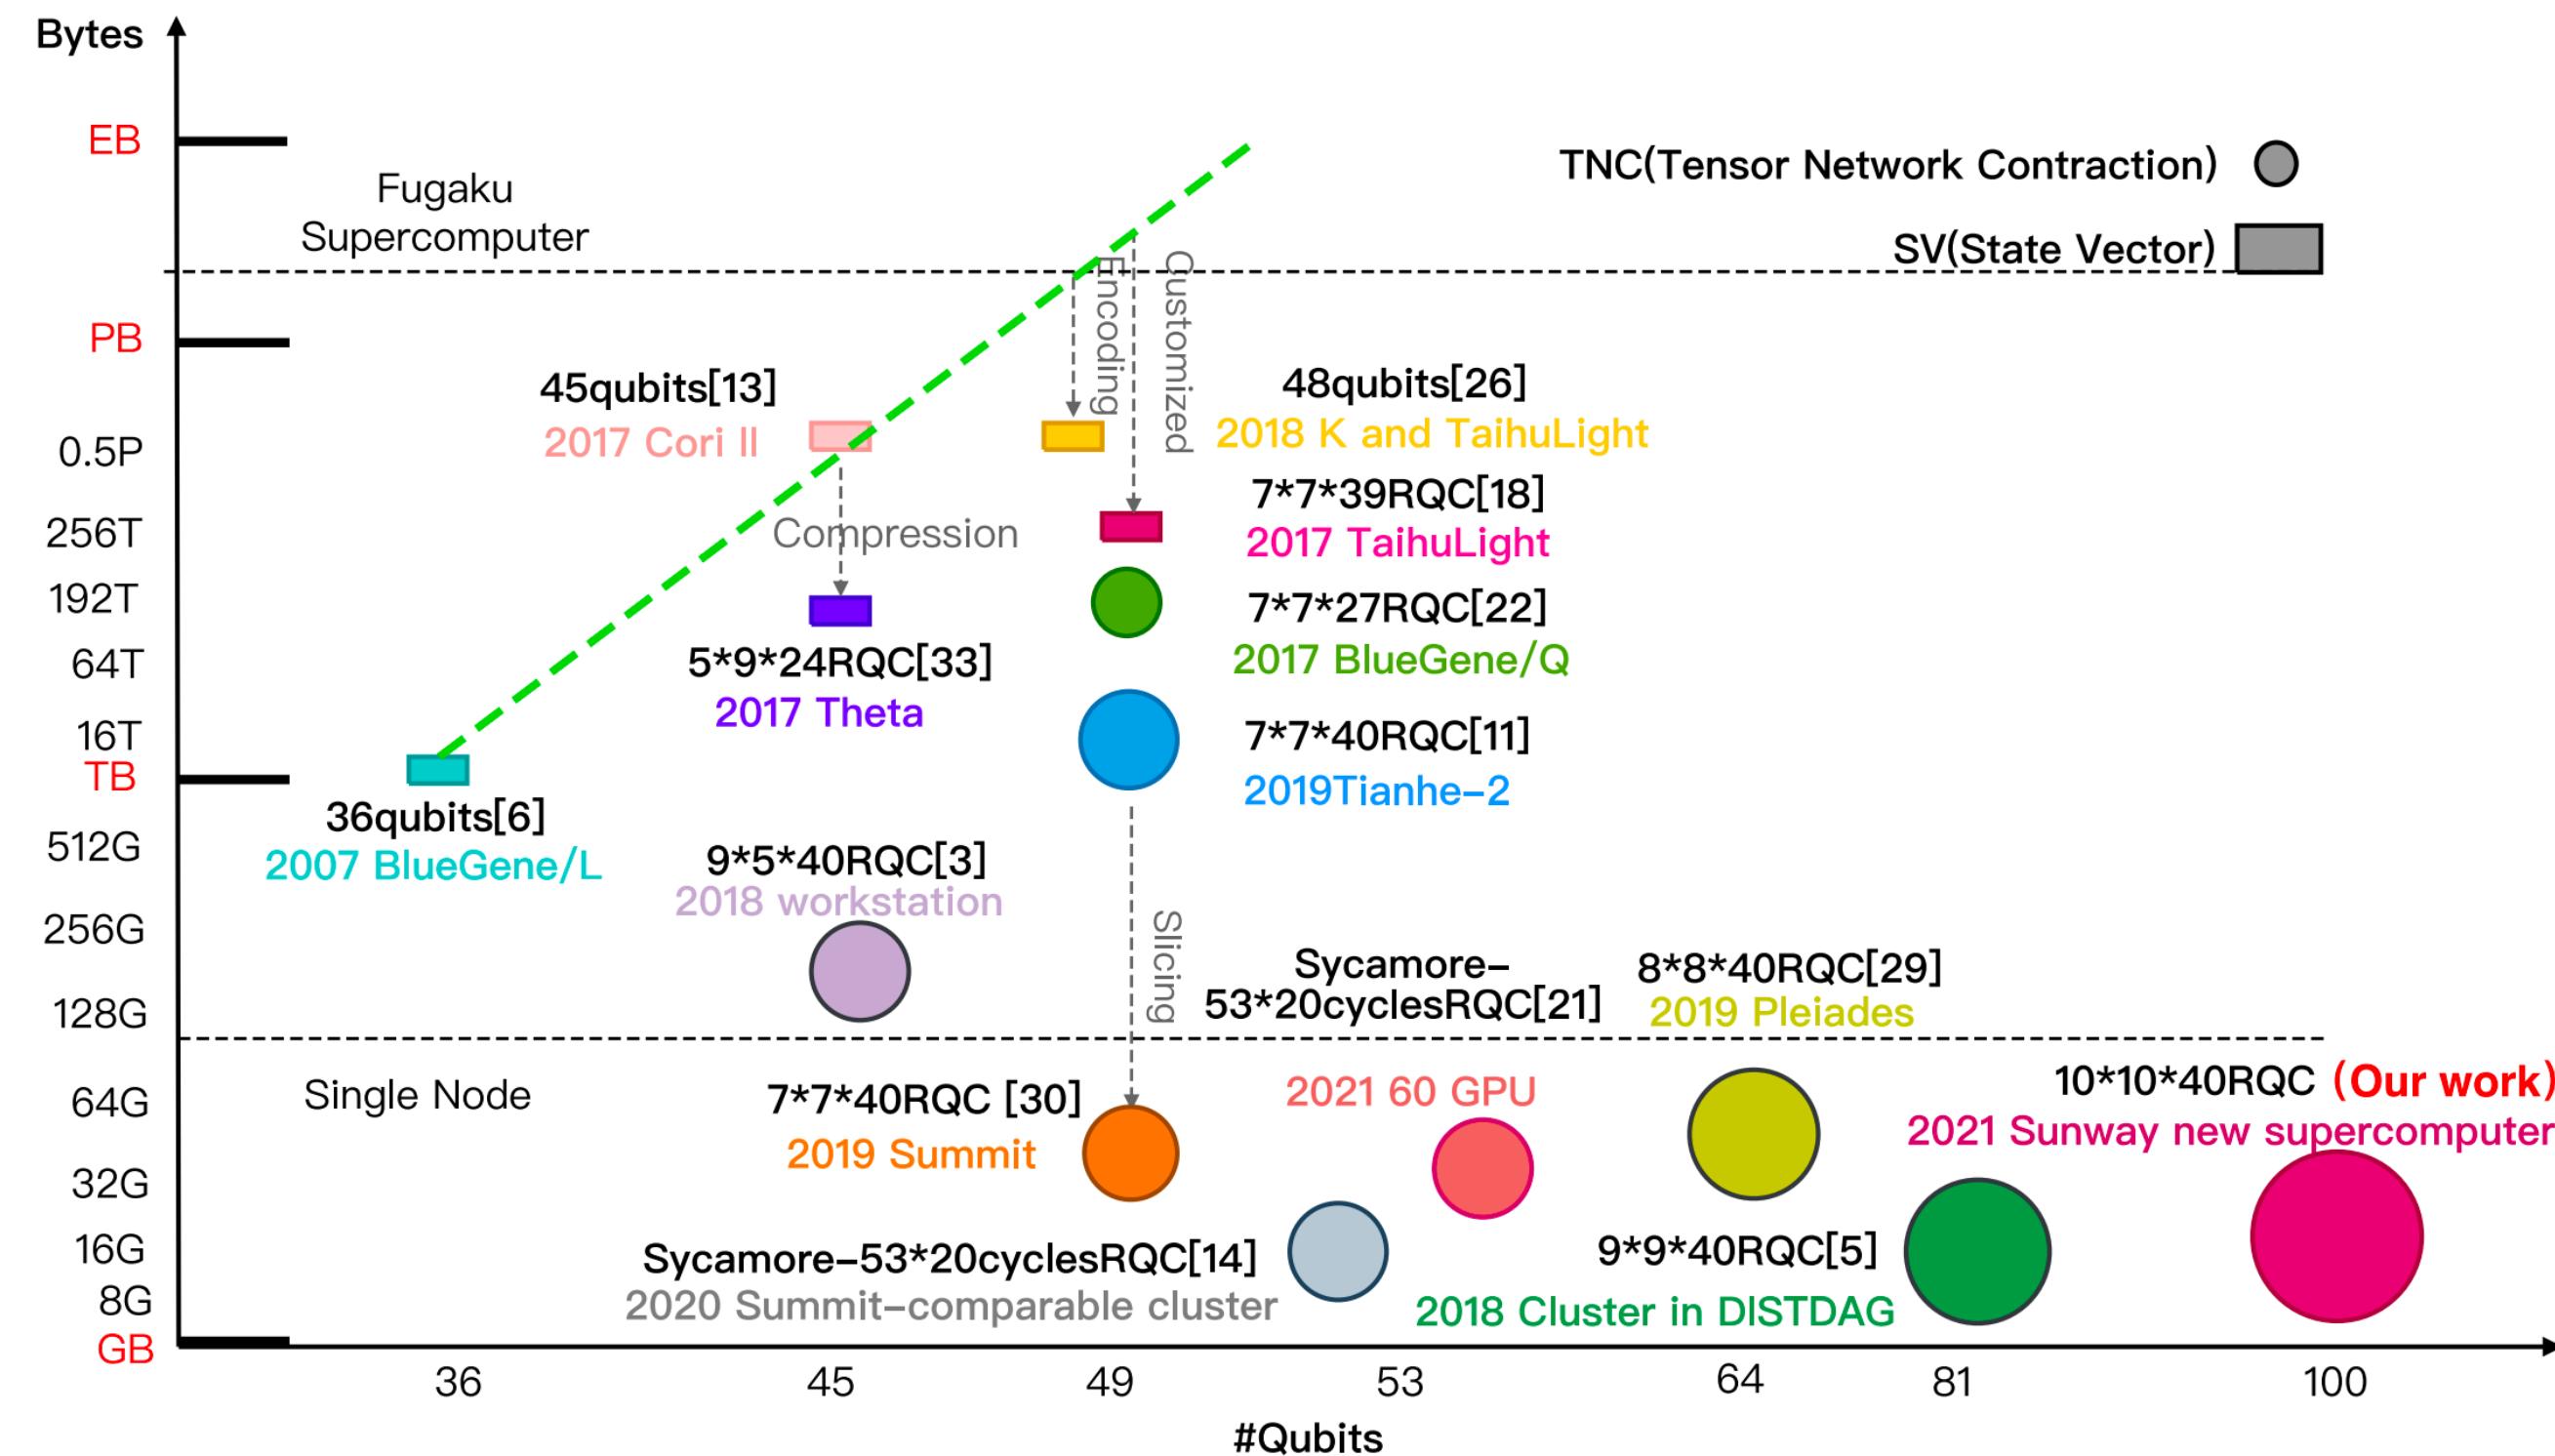 Bytes
EB
Fugaku
Supercomputer
TNC(Tensor Network Contraction)
SV(State Vector)
PB
Encoding
Customized
45qubits[13]
2017 Cori II
48qubits[26]
2018 K and TaihuLight
0.5P
7*7*39RQC[18]
2017 TaihuLight
256T
Compression
192T
7*7*27RQC[22]
2017 BlueGene/Q
64T
5*9*24RQC[33]
2017 Theta
16T
TB
7*7*40RQC[11]
2019Tianhe-2
36qubits[6]
2007 BlueGene/L
512G
9*5*40RQC[3]
2018 workstation
256G
Slicing
Sycamore-
53*20cyclesRQC[21]
8*8*40RQC[29]
2019 Pleiades
128G
Single Node
64G
7*7*40RQC [30]
2019 Summit
2021 60 GPU
10*10*40RQC (Our work)
2021 Sunway new supercomputer
32G
16G
Sycamore-53*20cyclesRQC[14]
2020 Summit-comparable cluster
9*9*40RQC[5]
2018 Cluster in DISTDAG
8G
GB
36 45 49 53 64 81 100
#Qubits